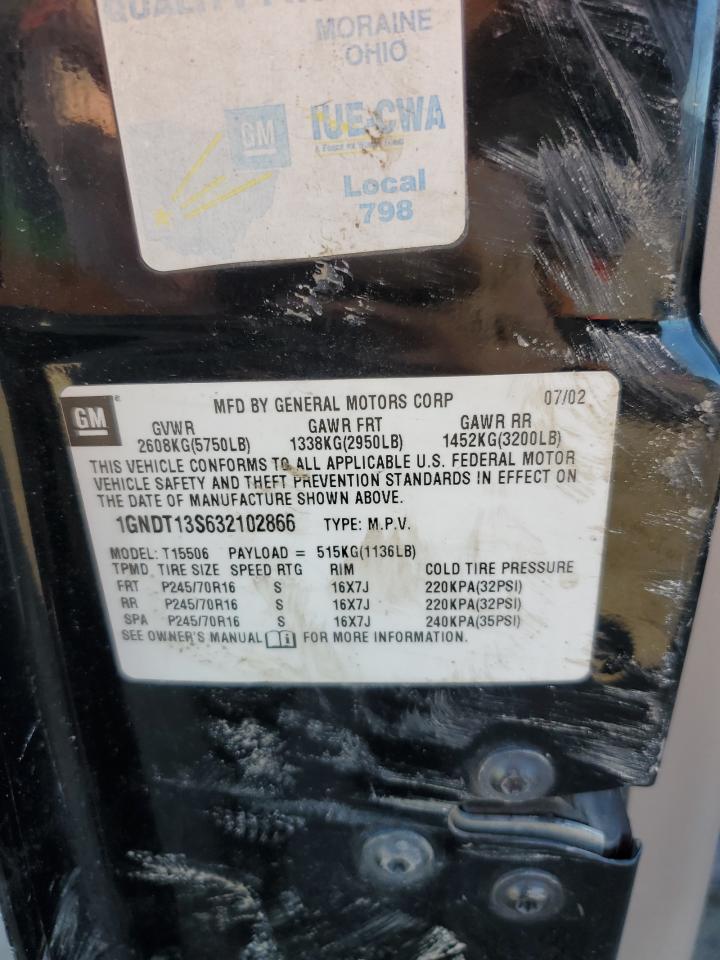 QUALITY
MORAINE
OHIO
GM
IUE-CWA
Local
798
GM
MFD BY GENERAL MOTORS CORP 07/02
GVWR GAWR FRT GAWR RR
2608KG(5750LB) 1338KG(2950LB) 1452KG(3200LB)
THIS VEHICLE CONFORMS TO ALL APPLICABLE U.S. FEDERAL MOTOR
VEHICLE SAFETY AND THEFT PREVENTION STANDARDS IN EFFECT ON
THE DATE OF MANUFACTURE SHOWN ABOVE.
1GNDT13S632102866 TYPE: M.P.V.
MODEL: T15506 PAYLOAD = 515KG(1136LB)
TPMD TIRE SIZE SPEED RTG RIM COLD TIRE PRESSURE
FRT P245/70R16 S 16X7J 220KPA(32PSI)
RR P245/70R16 S 16X7J 220KPA(32PSI)
SPA P245/70R16 S 16X7J 240KPA(35PSI)
SEE OWNER'S MANUAL FOR MORE INFORMATION.